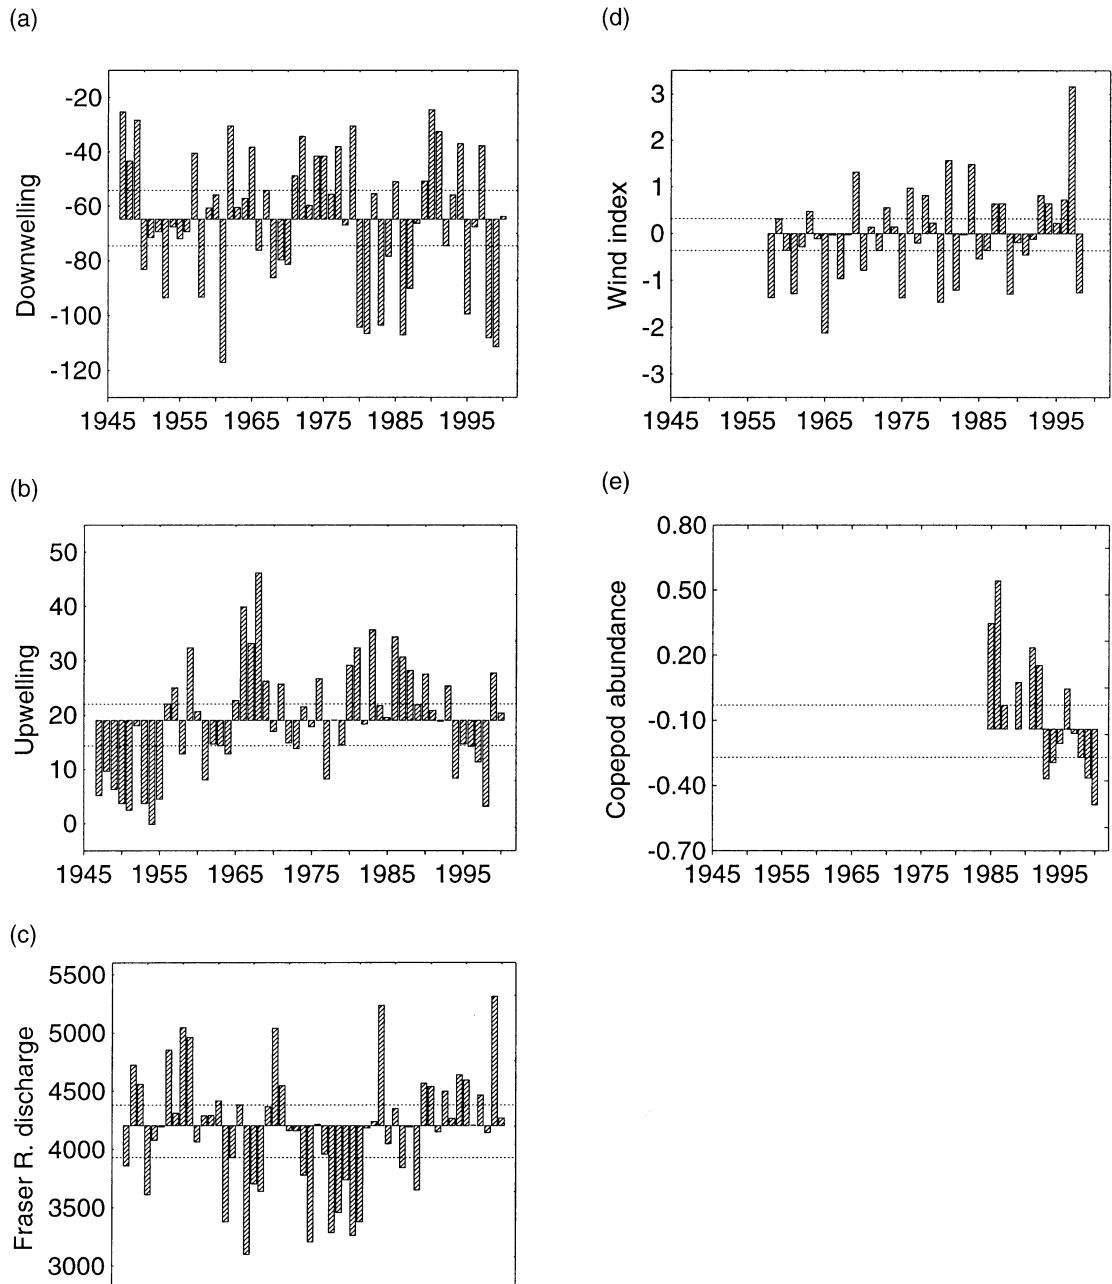 (a)
Downwelling
-20
-40
-60
-80
-100
-120
1945 1955 1965 1975 1985 1995
(b)
Upwelling
50
40
30
20
10
0
1945 1955 1965 1975 1985 1995
(c)
Fraser R. discharge
5500
5000
4500
4000
3500
3000
(d)
Wind index
3
2
1
0
-1
-2
-3
1945 1955 1965 1975 1985 1995
(e)
Copepod abundance
0.80
0.50
0.20
-0.10
-0.40
-0.70
1945 1955 1965 1975 1985 1995